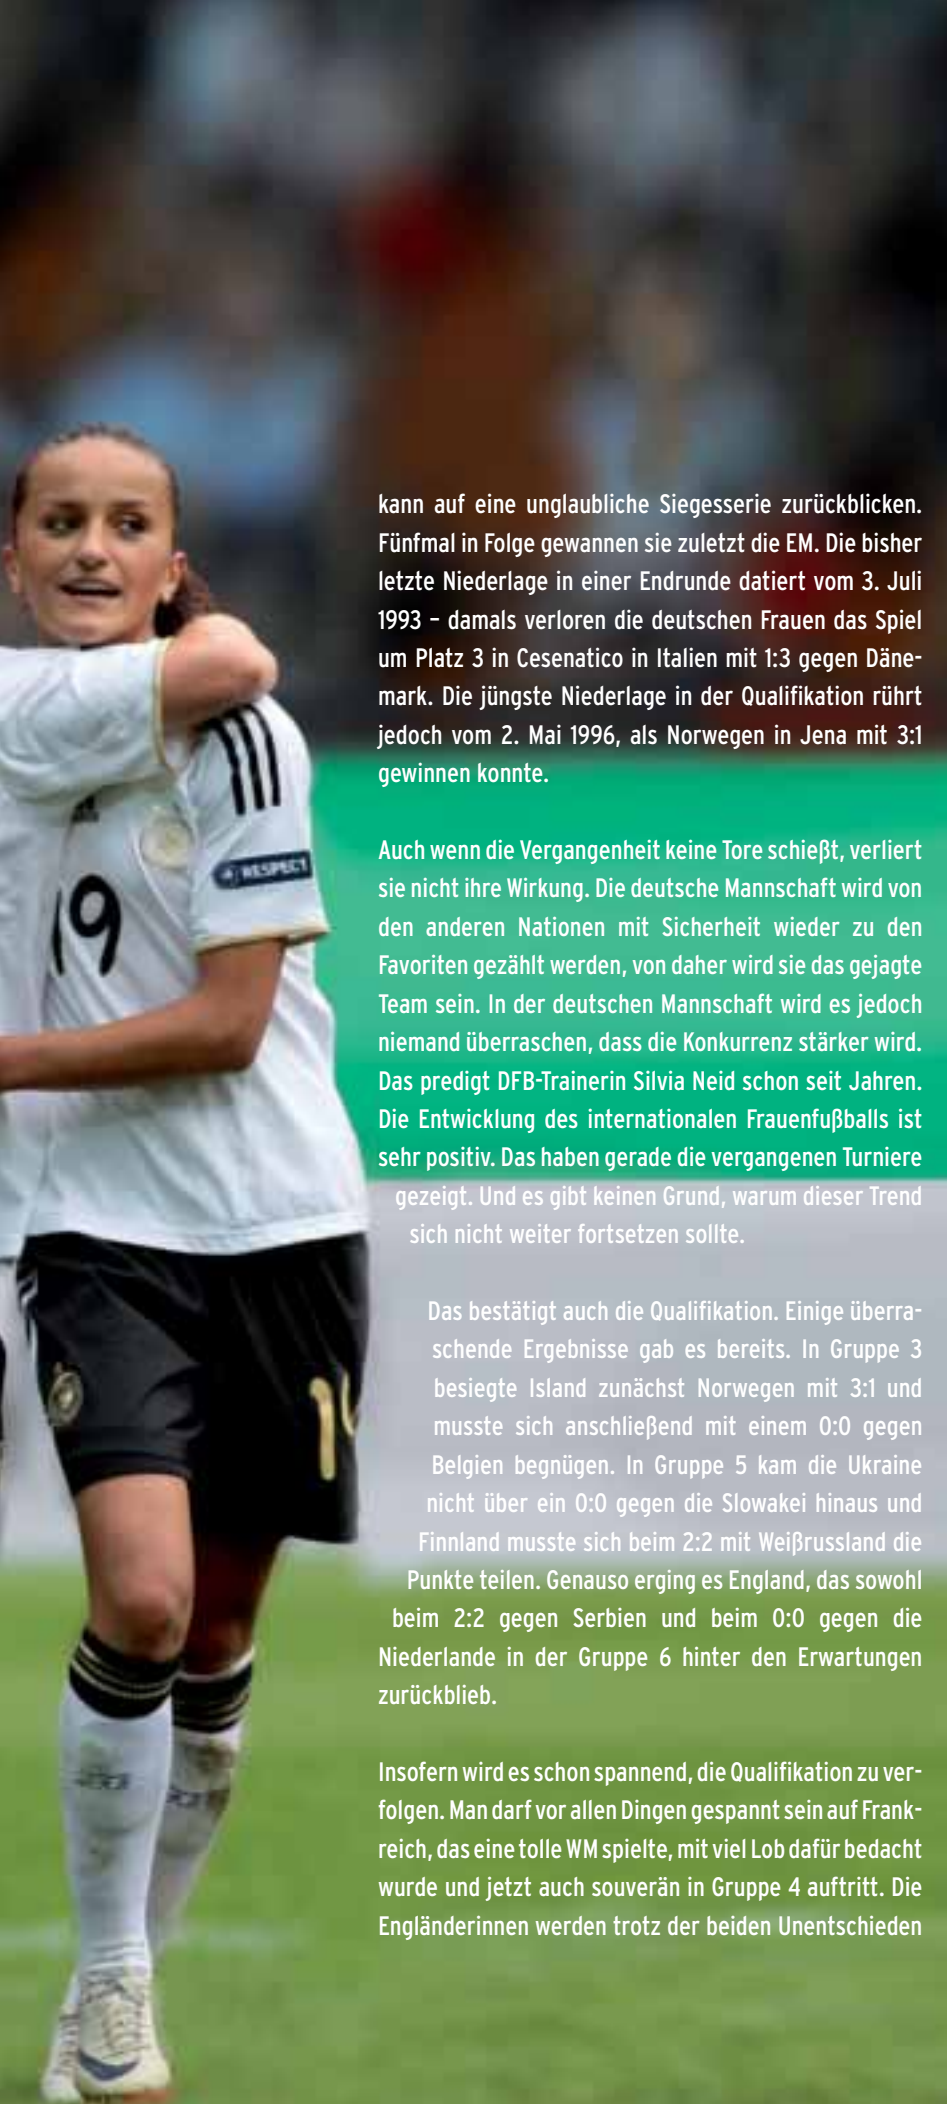 kann auf eine unglaubliche Siegesserie zurückblicken.
Fünfmal in Folge gewannen sie zuletzt die EM. Die bisher
letzte Niederlage in einer Endrunde datiert vom 3. Juli
1993 – damals verloren die deutschen Frauen das Spiel
um Platz 3 in Cesenatico in Italien mit 1:3 gegen Däne-
mark. Die jüngste Niederlage in der Qualifikation rührt
jedoch vom 2. Mai 1996, als Norwegen in Jena mit 3:1
gewinnen konnte.
Auch wenn die Vergangenheit keine Tore schießt, verliert
sie nicht ihre Wirkung. Die deutsche Mannschaft wird von
den anderen Nationen mit Sicherheit wieder zu den
Favoriten gezählt werden, von daher wird sie das gejagte
Team sein. In der deutschen Mannschaft wird es jedoch
niemand überraschen, dass die Konkurrenz stärker wird.
Das predigt DFB-Trainerin Silvia Neid schon seit Jahren.
Die Entwicklung des internationalen Frauenfußballs ist
sehr positiv. Das haben gerade die vergangenen Turniere
gezeigt. Und es gibt keinen Grund, warum dieser Trend
sich nicht weiter fortsetzen sollte.
Das bestätigt auch die Qualifikation. Einige überra-
schende Ergebnisse gab es bereits. In Gruppe 3
besiegte Island zunächst Norwegen mit 3:1 und
musste sich anschließend mit einem 0:0 gegen
Belgien begnügen. In Gruppe 5 kam die Ukraine
nicht über ein 0:0 gegen die Slowakei hinaus und
Finnland musste sich beim 2:2 mit Weißrussland die
Punkte teilen. Genauso erging es England, das sowohl
beim 2:2 gegen Serbien und beim 0:0 gegen die
Niederlande in der Gruppe 6 hinter den Erwartungen
zurückblieb.
Insofern wird es schon spannend, die Qualifikation zu ver-
folgen. Man darf vor allen Dingen gespannt sein auf Frank-
reich, das eine tolle WM spielte, mit viel Lob dafür bedacht
wurde und jetzt auch souverän in Gruppe 4 auftritt. Die
Engländerinnen werden trotz der beiden Unentschieden
RESPECT
19